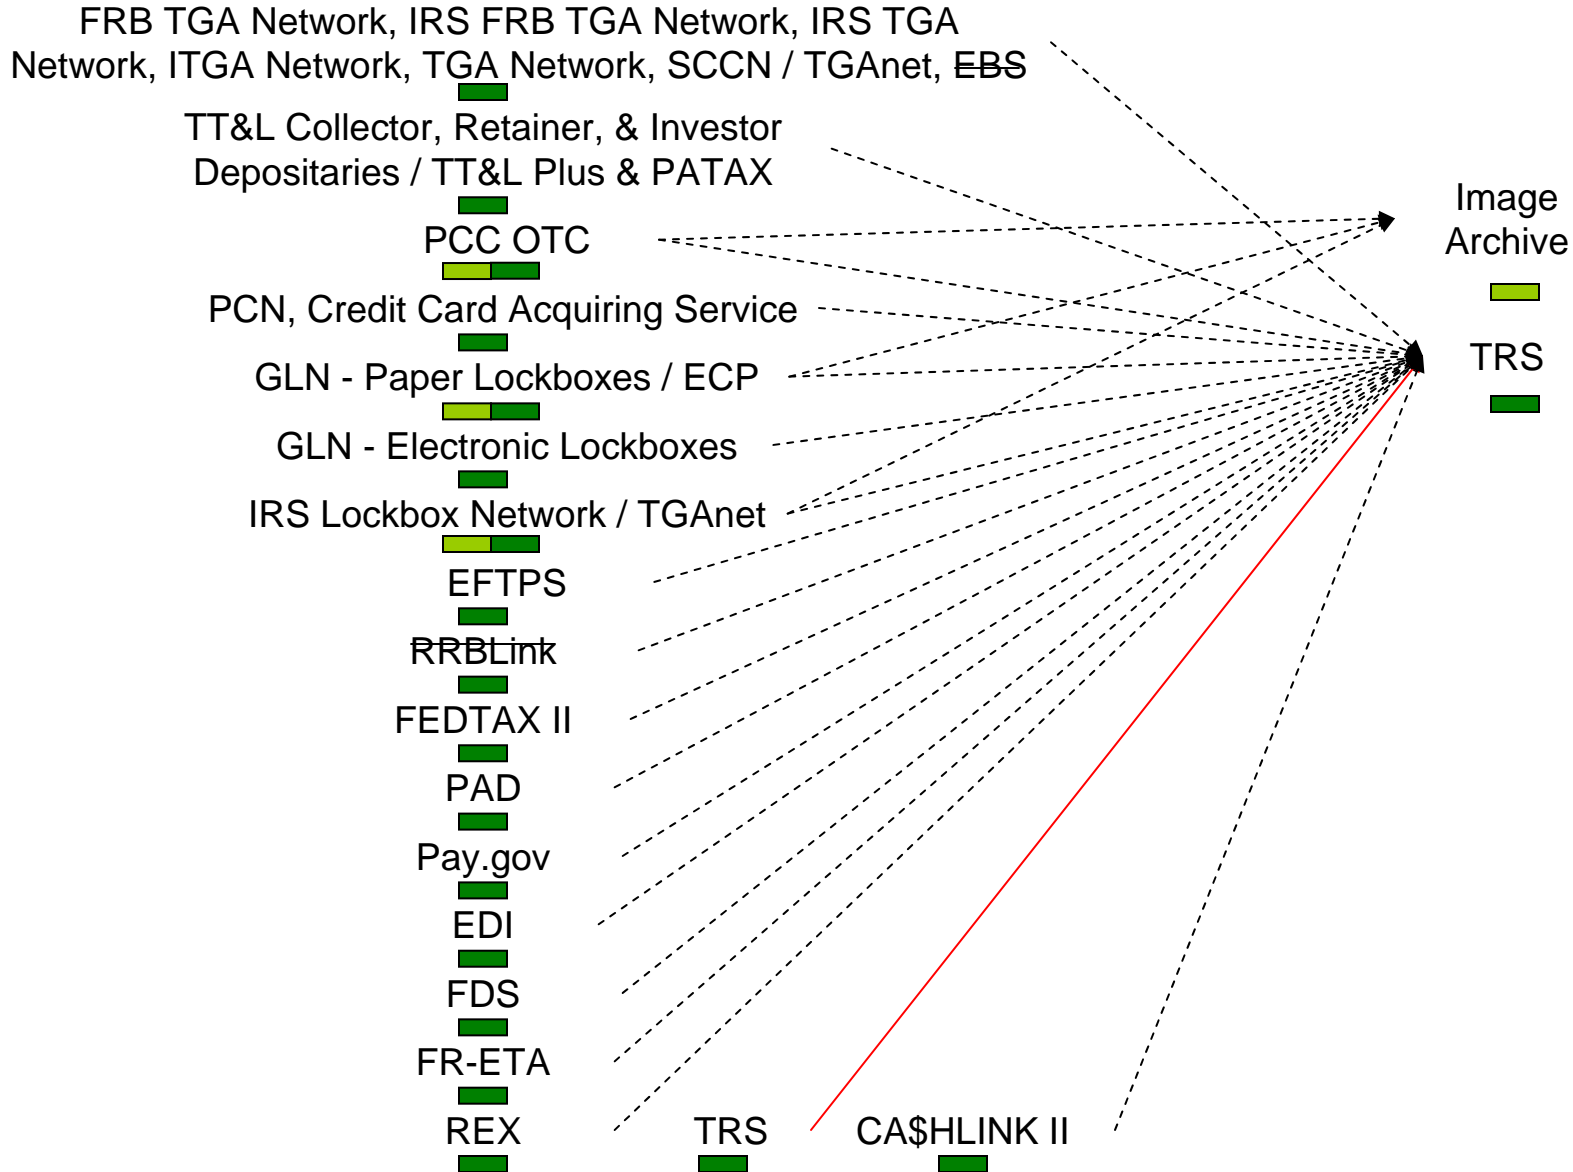 FRB TGA Network, IRS FRB TGA Network, IRS TGA
Network, ITGA Network, TGA Network, SCCN / TGAnet, EBS
TT&L Collector, Retainer, & Investor
Depositaries / TT&L Plus & PATAX
PCC OTC
PCN, Credit Card Acquiring Service
GLN - Paper Lockboxes / ECP
GLN - Electronic Lockboxes
IRS Lockbox Network / TGAnet
EFTPS
RRBLink
FEDTAX II
PAD
Pay.gov
EDI
FDS
FR-ETA
REX
TRS
CA$HLINK II
Image
Archive
TRS